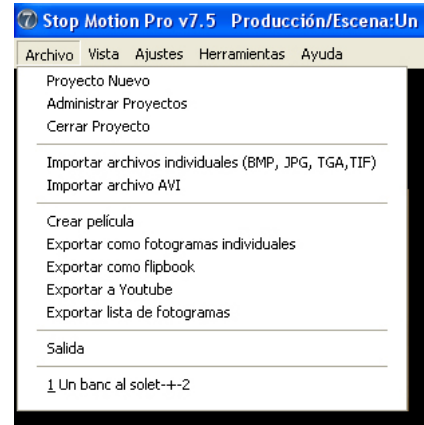 7 Stop Motion Pro v7.5 Producción/Escena:Un
Archivo Vista Ajustes Herramientas Ayuda
Proyecto Nuevo
Administrar Proyectos
Cerrar Proyecto
Importar archivos individuales (BMP, JPG, TGA,TIF)
Importar archivo AVI
Crear película
Exportar como fotogramas individuales
Exportar como flipbook
Exportar a Youtube
Exportar lista de fotogramas
Salida
1 Un banc al solet-+-2